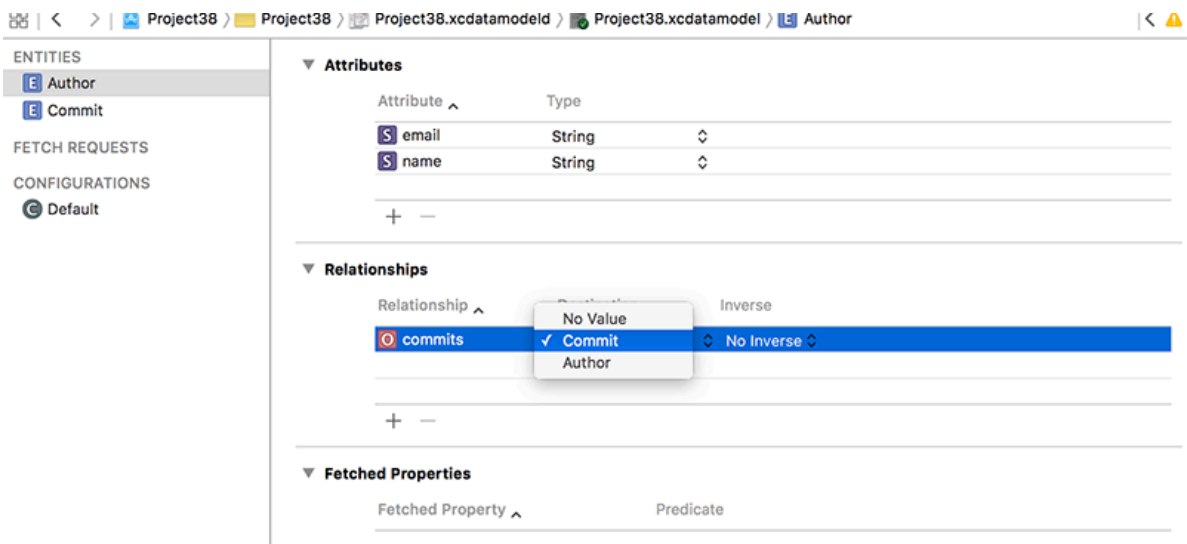 Project38 Project38 Project38.xcdatamodeld Project38.xcdatamodel E Author
ENTITIES
E Author
E Commit
FETCH REQUESTS
CONFIGURATIONS
C Default
Attributes
Attribute Type
S email String
S name String
Relationships
Relationship Inverse
No Value
O commits ✓ Commit No Inverse
Author
Fetched Properties
Fetched Property Predicate